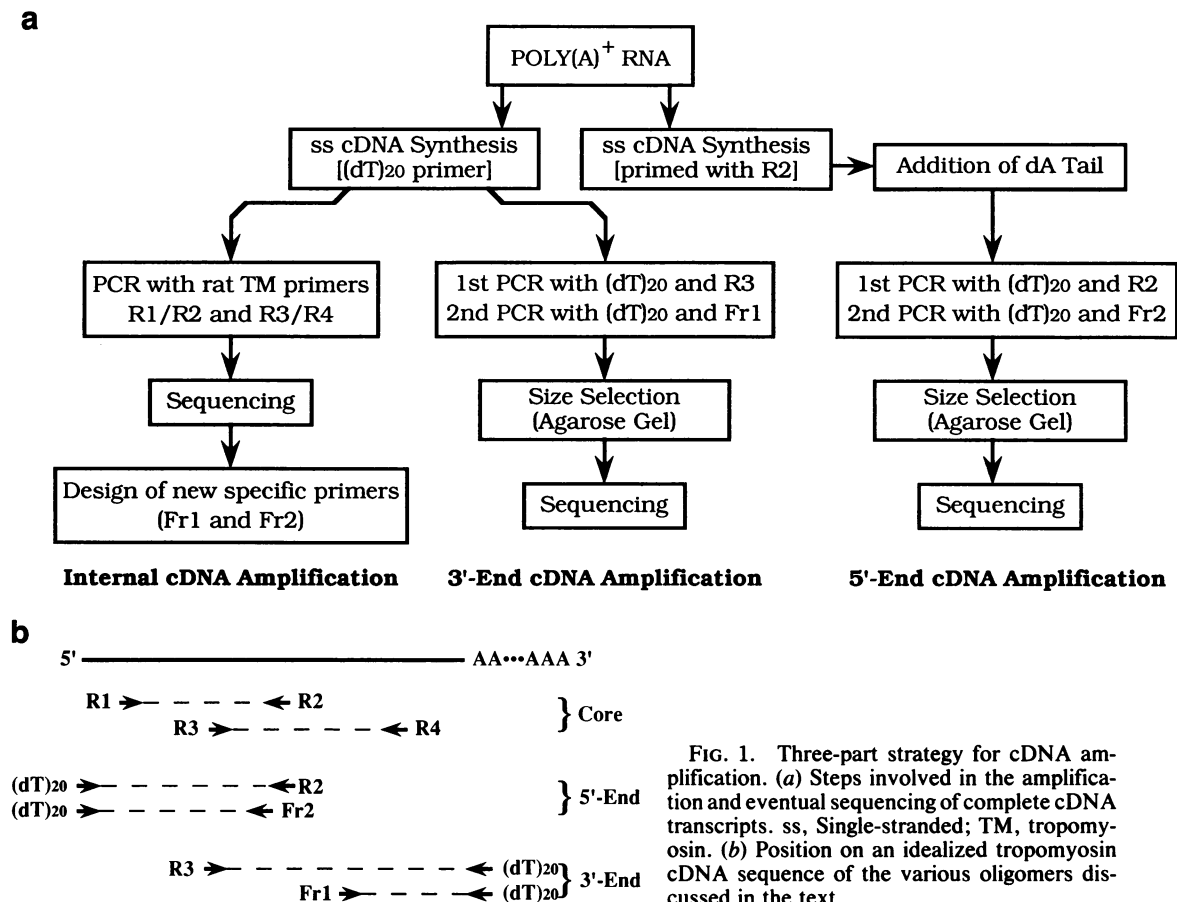 a
POLY(A)+ RNA
ss cDNA Synthesis
[(dT)20 primer]
ss cDNA Synthesis
[primed with R2]
Addition of dA Tail
PCR with rat TM primers
R1/R2 and R3/R4
1st PCR with (dT)20 and R3
2nd PCR with (dT)20 and Fr1
1st PCR with (dT)20 and R2
2nd PCR with (dT)20 and Fr2
Sequencing
Size Selection
(Agarose Gel)
Size Selection
(Agarose Gel)
Design of new specific primers
(Fr1 and Fr2)
Sequencing
Sequencing
Internal cDNA Amplification
3'-End cDNA Amplification
5'-End cDNA Amplification
b
5' AA•••AAA 3'
R1 R2
R3 R4
} Core
(dT)20 R2
(dT)20 Fr2
} 5'-End
R3 (dT)20
Fr1 (dT)20
} 3'-End
FIG. 1. Three-part strategy for cDNA am-
plification. (a) Steps involved in the amplifica-
tion and eventual sequencing of complete cDNA
transcripts. ss, Single-stranded; TM, tropomy-
osin. (b) Position on an idealized tropomyosin
cDNA sequence of the various oligomers dis-
cussed in the text